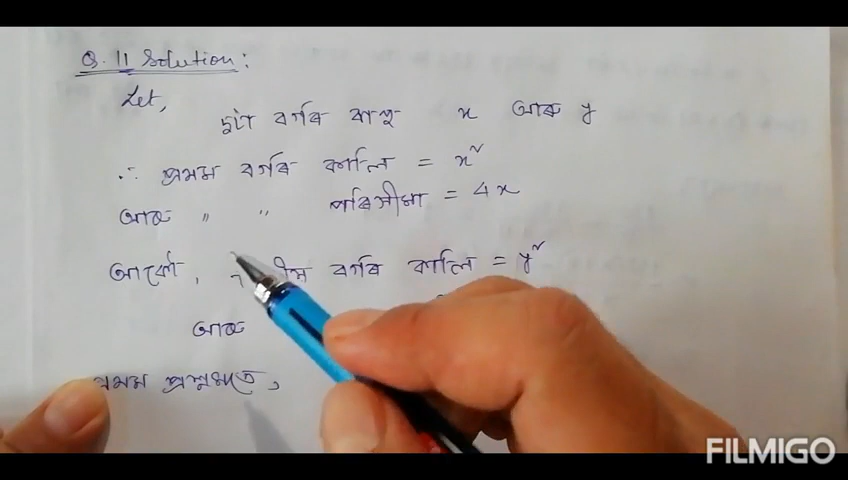 Q. 11 Solution:
Let,
দুটা বৰ্গৰ বাহু x আৰু y
∴ প্ৰথম বৰ্গৰ কালি = x²
আৰু " " পৰিসীমা = 4x
আকৌ, বৰ্গৰ কালি = y²
আৰু
প্ৰশ্নমতে,
FILMIGO